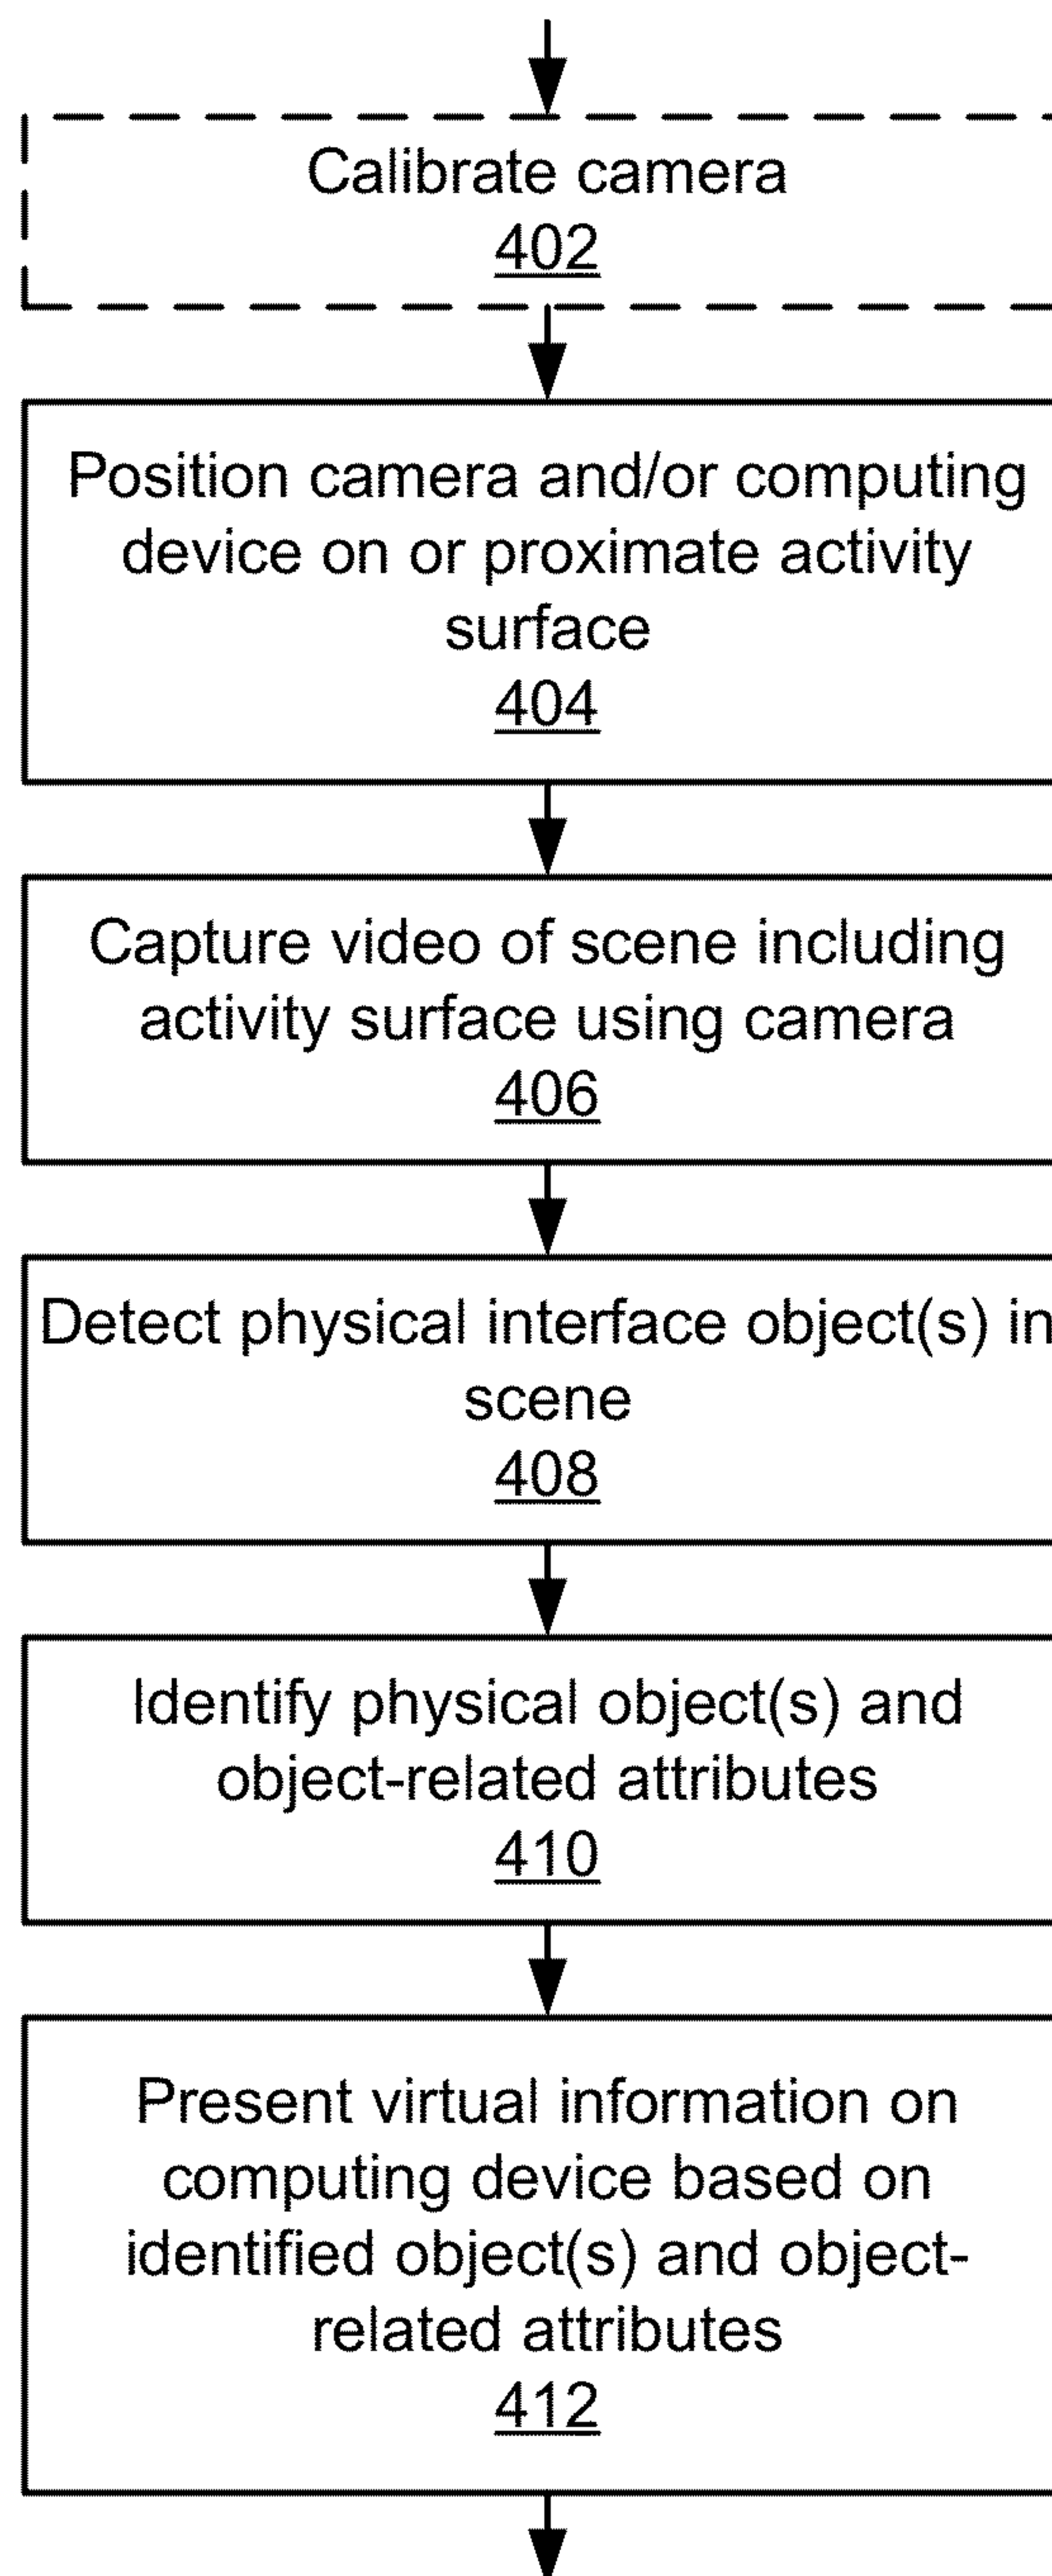 Calibrate camera
402
Position camera and/or computing
device on or proximate activity
surface
404
Capture video of scene including
activity surface using camera
406
Detect physical interface object(s) in
scene
408
Identify physical object(s) and
object-related attributes
410
Present virtual information on
computing device based on
identified object(s) and object-
related attributes
412